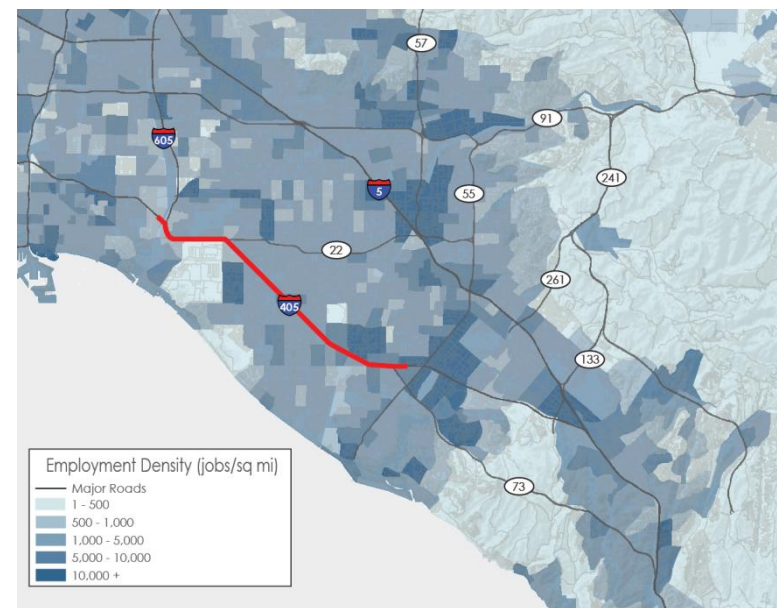 57
91
605
5
55
241
22
261
405
133
73
Employment Density (jobs/sq mi)
Major Roads
1 - 500
500 - 1,000
1,000 - 5,000
5,000 - 10,000
10,000 +